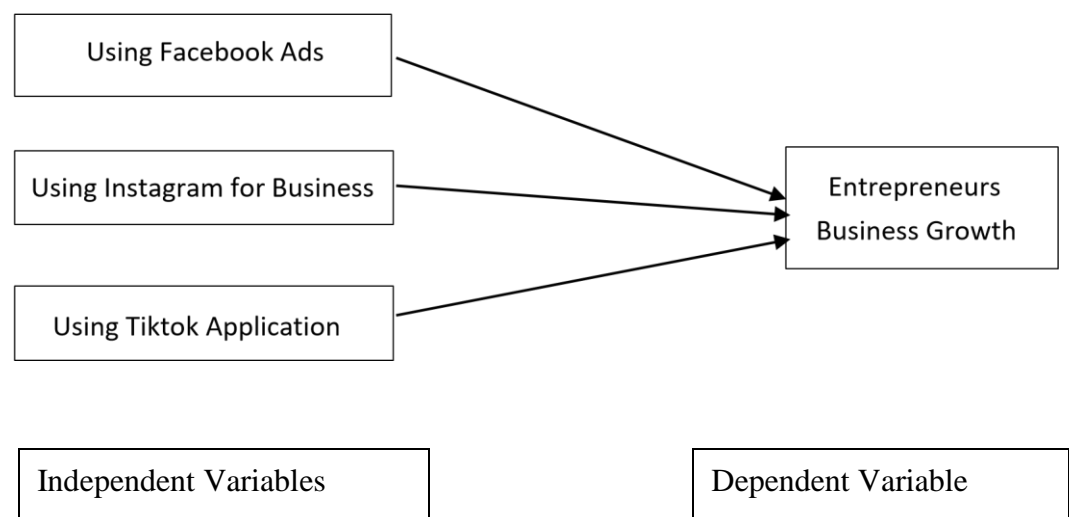 Using Facebook Ads
Using Instagram for Business
Using Tiktok Application
Entrepreneurs
Business Growth
Independent Variables
Dependent Variable